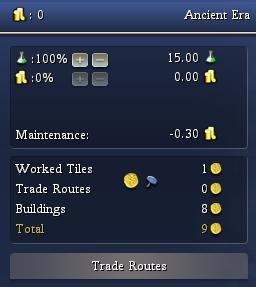 : 0 Ancient Era
:100% + - 15.00
:0% + - 0.00
Maintenance: -0.30
Worked Tiles 1
Trade Routes 0
Buildings 8
Total 9
Trade Routes